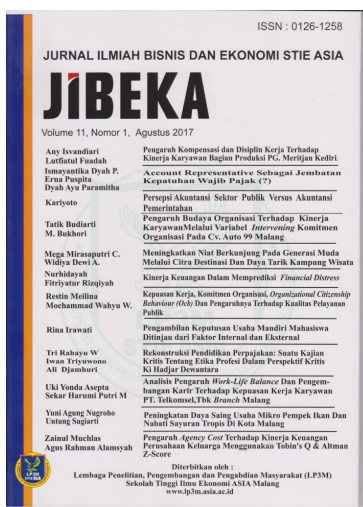 ISSN : 0126-1258
JURNAL ILMIAH BISNIS DAN EKONOMI STIE ASIA
JIBEKA
Volume 11, Nomor 1, Agustus 2017
Any Isvandiari
Lutfiatul Fuadah
Pengaruh Kompensasi dan Disiplin Kerja Terhadap
Kinerja Karyawan Bagian Produksi PG. Meritjan Kediri.
Ismayantika Dyah P.
Erna Puspita
Dyah Ayu Paramitha
Account Representative Sebagai Jembatan
Kepatuhan Wajib Pajak (?)
Kariyoto
Persepsi Akuntansi Sektor Publik Versus Akuntansi
Pemerintahan
Tatik Budiarti
M. Bukhori
Pengaruh Budaya Organisasi Terhadap Kinerja
KaryawanMelalui Variabel Intervening Komitmen
Organisasi Pada Cv. Auto 99 Malang
Mega Mirasaputri C.
Widiya Dewi A.
Meningkatkan Niat Berkunjung Pada Generasi Muda
Melalui Citra Destinasi Dan Daya Tarik Kampung Wisata
Nurhidayah
Fitriyatur Rizqiyah
Kinerja Keuangan Dalam Memprediksi Financial Distress
Restin Meilina
Mochammad Wahyu W.
Kepuasan Kerja, Komitmen Organisasi, Organizational Citizenship
Behaviour (Ocb) Dan Pengaruhnya Terhadap Kualitas Pelayanan
Publik
Rina Irawati
Pengambilan Keputusan Usaha Mandiri Mahasiswa
Ditinjau dari Faktor Internal dan Eksternal
Tri Rahayu W
Iwan Triyuwono
Ali Djamhuri
Rekonstruksi Pendidikan Perpajakan: Suatu Kajian
Kritis Tentang Etika Profesi Dalam Perspektif Kritis
Ki Hadjar Dewantara
Uki Yonda Asepta
Sekar Harumi Putri M
Analisis Pengaruh Work-Life Balance Dan Pengem-
bangan Karir Terhadap Kepuasan Kerja Karyawan
PT. Telkomsel,Tbk Branch Malang
Yuni Agung Nugroho
Untung Sugiarti
Peningkatan Daya Saing Usaha Mikro Pempek Ikan Dan
Nabati Sayuran Tropis Di Kota Malang
Zainul Muchlas
Agus Rahman Alamsyah
Pengaruh Agency Cost Terhadap Kinerja Keuangan
Perusahaan Keluarga Menggunakan Tobin's Q & Altman
Z-Score
Diterbitkan oleh :
Lembaga Penelitian, Pengembangan dan Pengabdian Masyarakat (LP3M)
Sekolah Tinggi Ilmu Ekonomi ASIA Malang
www.lp3m.asia.ac.id
LP3M